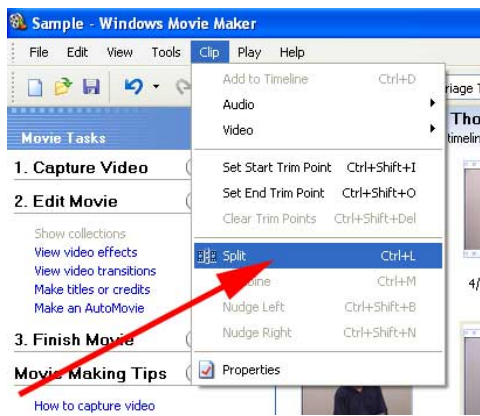 Sample - Windows Movie Maker
File Edit View Tools Clip Play Help
Add to Timeline Ctrl+D
Audio
Video
Set Start Trim Point Ctrl+Shift+I
Set End Trim Point Ctrl+Shift+O
Clear Trim Points Ctrl+Shift+Del
Split Ctrl+L
Ctrl+M
Nudge Left Ctrl+Shift+B
Nudge Right Ctrl+Shift+N
Properties
Movie Tasks
1. Capture Video
2. Edit Movie
Show collections
View video effects
View video transitions
Make titles or credits
Make an AutoMovie
3. Finish Movie
Movie Making Tips
How to capture video
riage T
Tho
timelin
4/